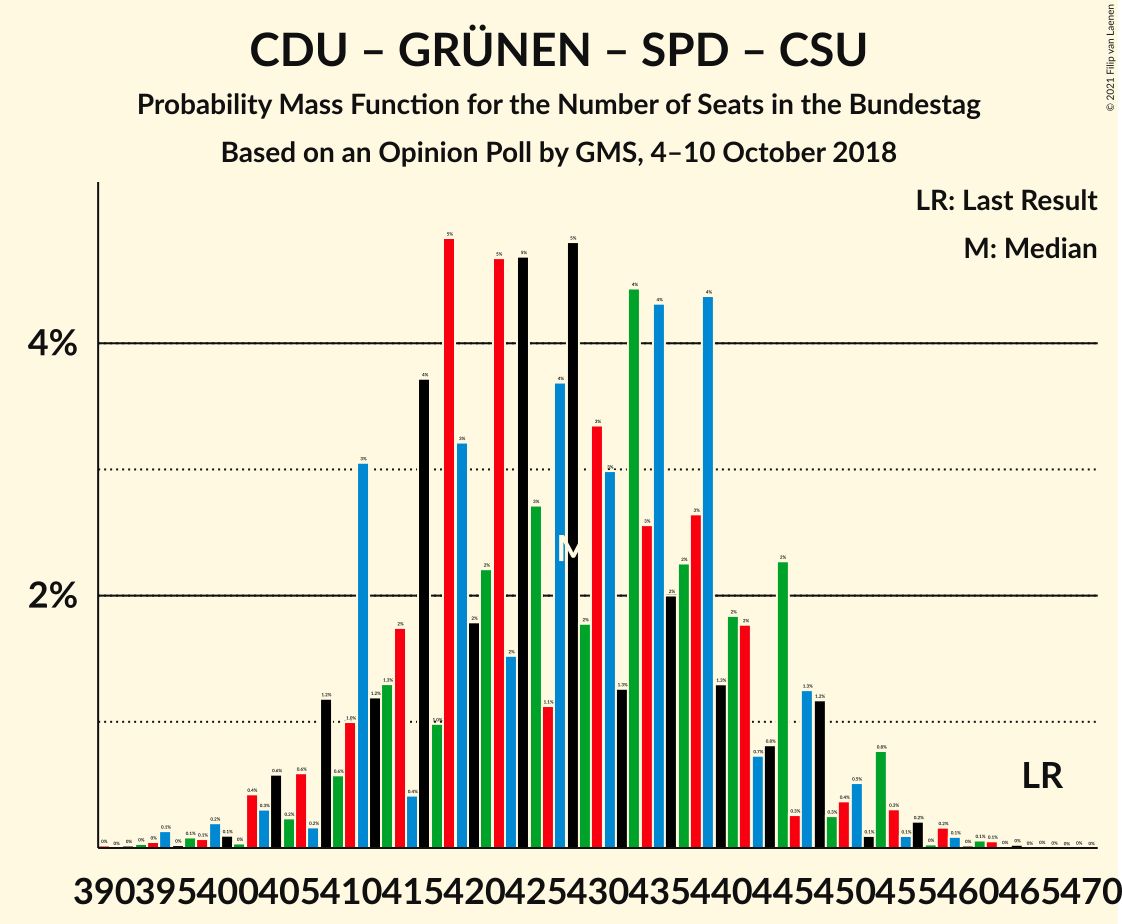 CDU – GRÜNEN – SPD – CSU
Probability Mass Function for the Number of Seats in the Bundestag
Based on an Opinion Poll by GMS, 4–10 October 2018
© 2021 Filip van Laenen
LR: Last Result
M: Median
4%
2%
M
LR
390 395 400 405 410 415 420 425 430 435 440 445 450 455 460 465 470